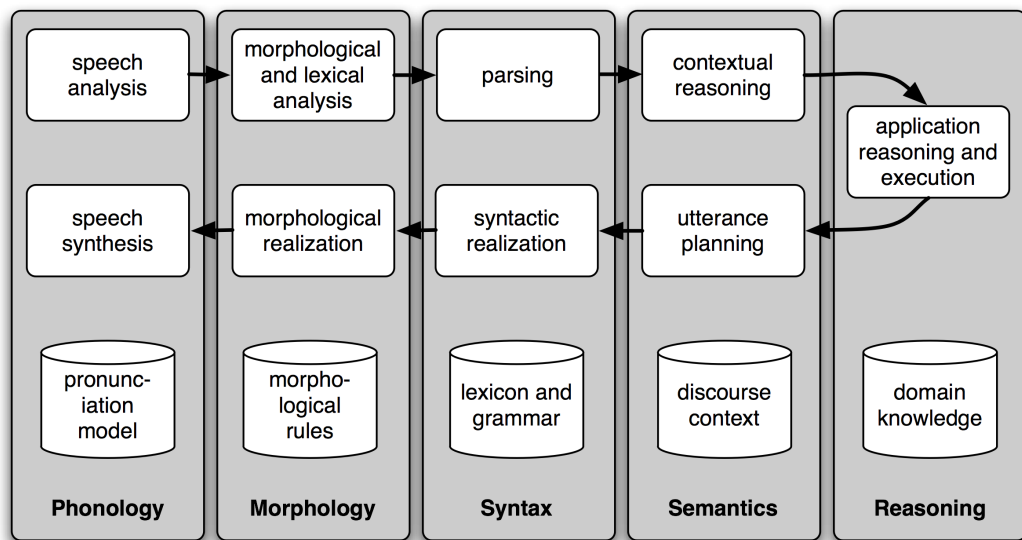 speech
analysis
morphological
and lexical
analysis
parsing
contextual
reasoning
application
reasoning and
execution
speech
synthesis
morphological
realization
syntactic
realization
utterance
planning
pronunc-
iation
model
morpho-
logical
rules
lexicon and
grammar
discourse
context
domain
knowledge
Phonology
Morphology
Syntax
Semantics
Reasoning